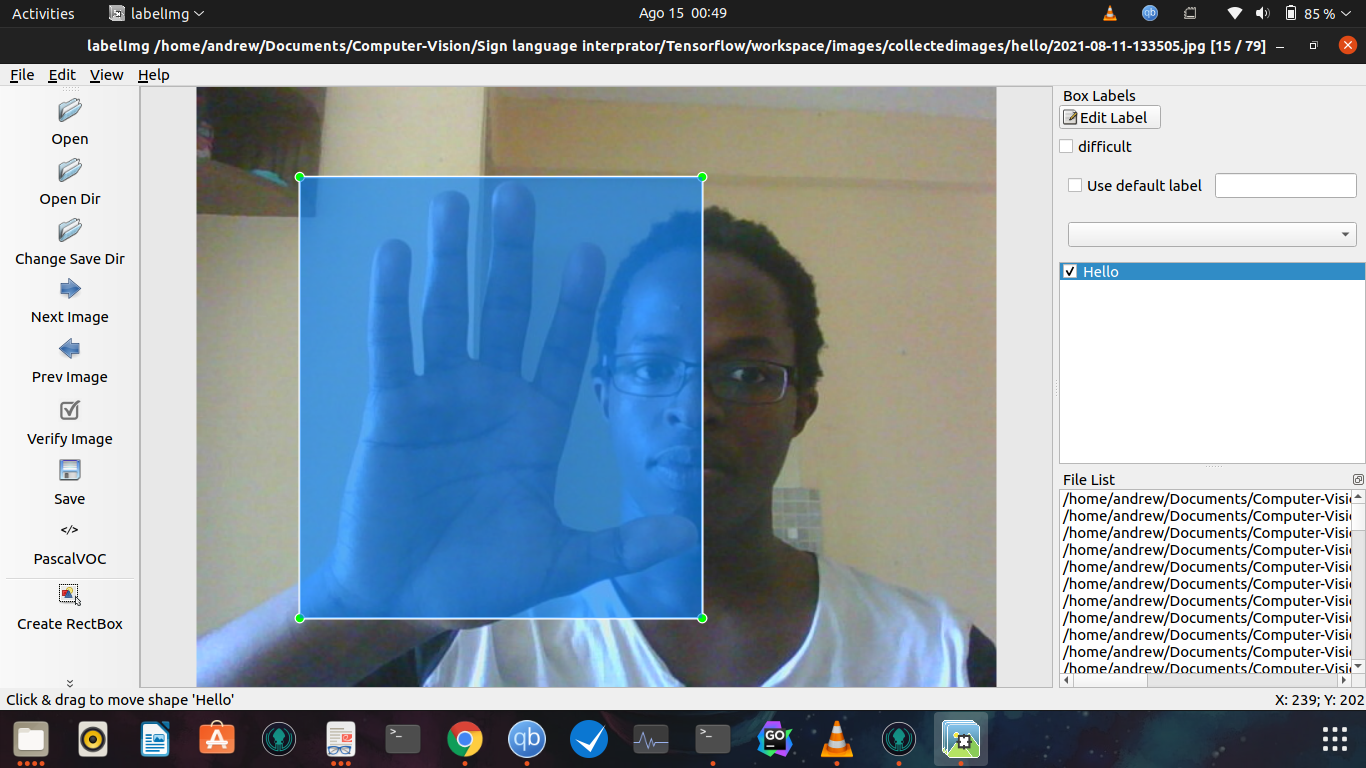 Activities labelImg Ago 15 00:49 85 %
labelImg /home/andrew/Documents/Computer-Vision/Sign language interprator/Tensorflow/workspace/images/collectedimages/hello/2021-08-11-133505.jpg [15 / 79]
File Edit View Help
Open
Open Dir
Change Save Dir
Next Image
Prev Image
Verify Image
Save
</>
PascalVOC
Create RectBox
Box Labels
Edit Label
difficult
Use default label
Hello
File List
/home/andrew/Documents/Computer-Visi
/home/andrew/Documents/Computer-Visi
/home/andrew/Documents/Computer-Visi
/home/andrew/Documents/Computer-Visi
/home/andrew/Documents/Computer-Visi
/home/andrew/Documents/Computer-Visi
/home/andrew/Documents/Computer-Visi
/home/andrew/Documents/Computer-Visi
/home/andrew/Documents/Computer-Visi
/home/andrew/Documents/Computer-Visi
/home/andrew/Documents/Computer-Visi
Click & drag to move shape 'Hello' X: 239; Y: 202
qb
GO